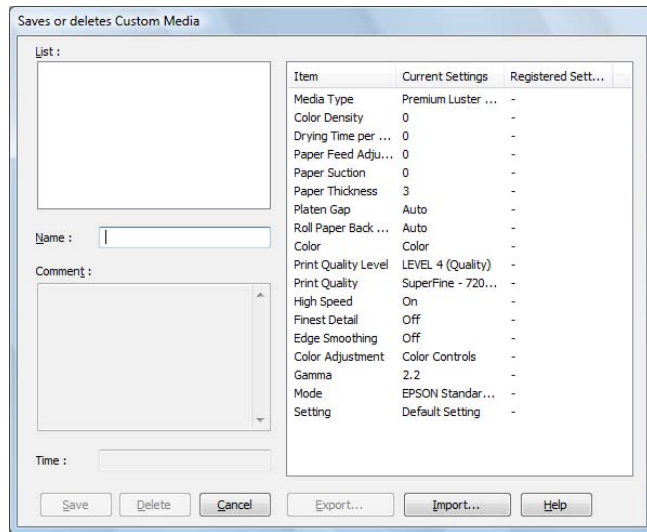 Saves or deletes Custom Media
List :
Name :
Comment :
Time :
Item Current Settings Registered Sett...
Media Type Premium Luster ... -
Color Density 0 -
Drying Time per ... 0 -
Paper Feed Adju... 0 -
Paper Suction 0 -
Paper Thickness 3 -
Platen Gap Auto -
Roll Paper Back ... Auto -
Color Color -
Print Quality Level LEVEL 4 (Quality) -
Print Quality SuperFine - 720... -
High Speed On -
Finest Detail Off -
Edge Smoothing Off -
Color Adjustment Color Controls -
Gamma 2.2 -
Mode EPSON Standar... -
Setting Default Setting -
Save Delete Cancel Export... Import... Help